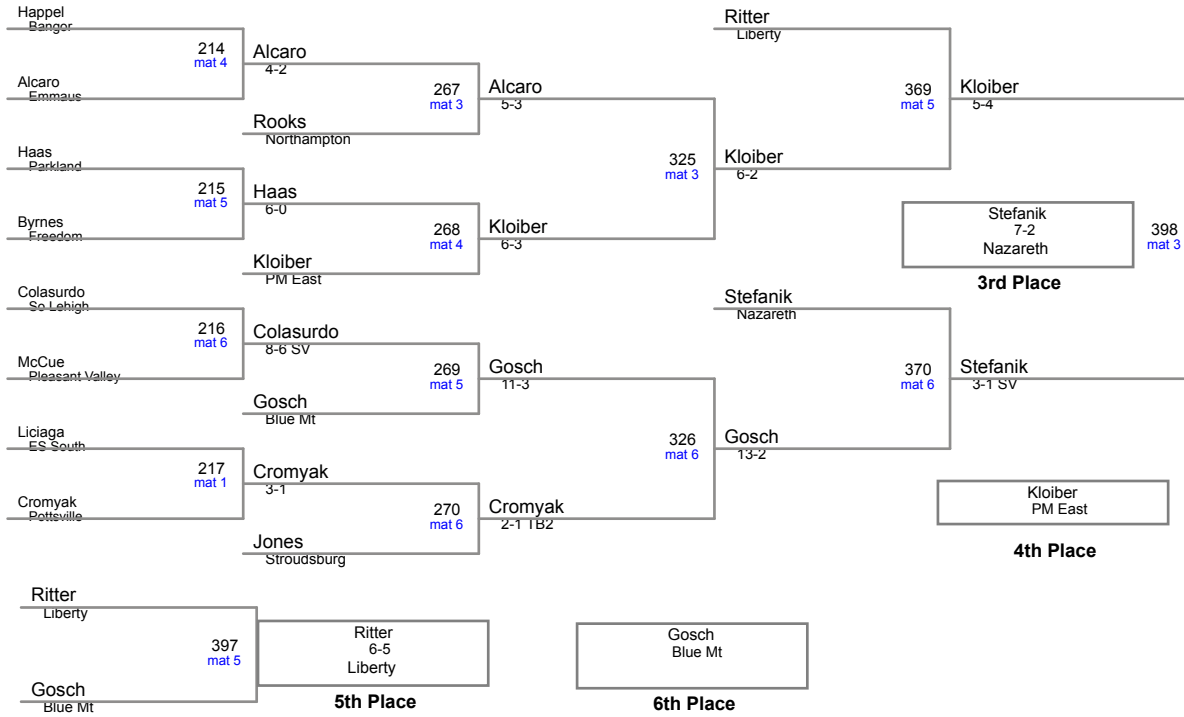 Happel
Bangor
214
mat 4
Alcaro
Emmaus
Alcaro
4-2
267
mat 3
Rooks
Northampton
Alcaro
5-3
Haas
Parkland
215
mat 5
Byrnes
Freedom
Haas
6-0
268
mat 4
Kloiber
PM East
Kloiber
6-3
325
mat 3
Kloiber
6-2
Ritter
Liberty
369
mat 5
Kloiber
5-4
Stefanik
7-2
Nazareth
398
mat 3
3rd Place
Colasurdo
So Lehigh
216
mat 6
McCue
Pleasant Valley
Colasurdo
8-6 SV
269
mat 5
Gosch
Blue Mt
Gosch
11-3
Liciaga
ES South
217
mat 1
Cromyak
Pottsville
Cromyak
3-1
270
mat 6
Jones
Stroudsburg
Cromyak
2-1 TB2
326
mat 6
Gosch
13-2
Stefanik
Nazareth
370
mat 6
Stefanik
3-1 SV
Kloiber
PM East
4th Place
Ritter
Liberty
397
mat 5
Gosch
Blue Mt
Ritter
6-5
Liberty
5th Place
Gosch
Blue Mt
6th Place